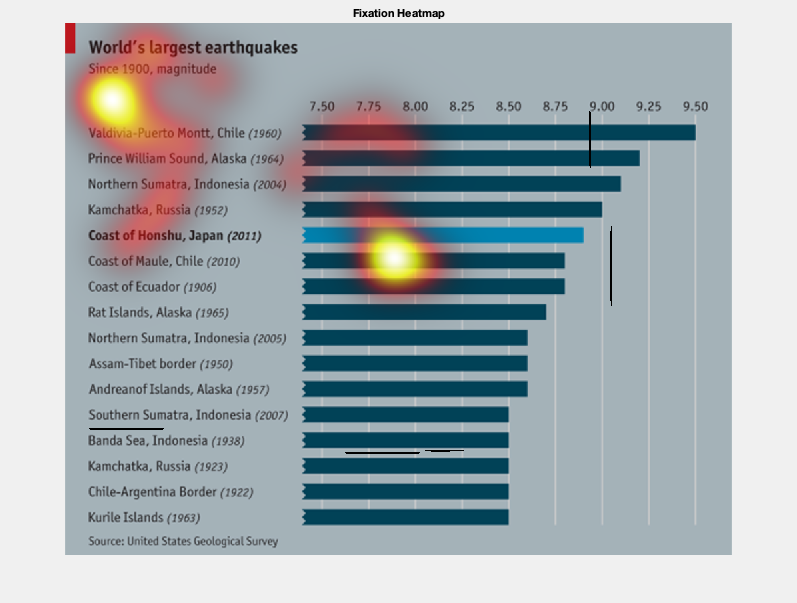 Fixation Heatmap
World's largest earthquakes
Since 1900, magnitude
7.50 7.75 8.00 8.25 8.50 8.75 9.00 9.25 9.50
Valdivia-Puerto Montt, Chile (1960)
Prince William Sound, Alaska (1964)
Northern Sumatra, Indonesia (2004)
Kamchatka, Russia (1952)
Coast of Honshu, Japan (2011)
Coast of Maule, Chile (2010)
Coast of Ecuador (1906)
Rat Islands, Alaska (1965)
Northern Sumatra, Indonesia (2005)
Assam-Tibet border (1950)
Andreanof Islands, Alaska (1957)
Southern Sumatra, Indonesia (2007)
Banda Sea, Indonesia (1938)
Kamchatka, Russia (1923)
Chile-Argentina Border (1922)
Kurile Islands (1963)
Source: United States Geological Survey